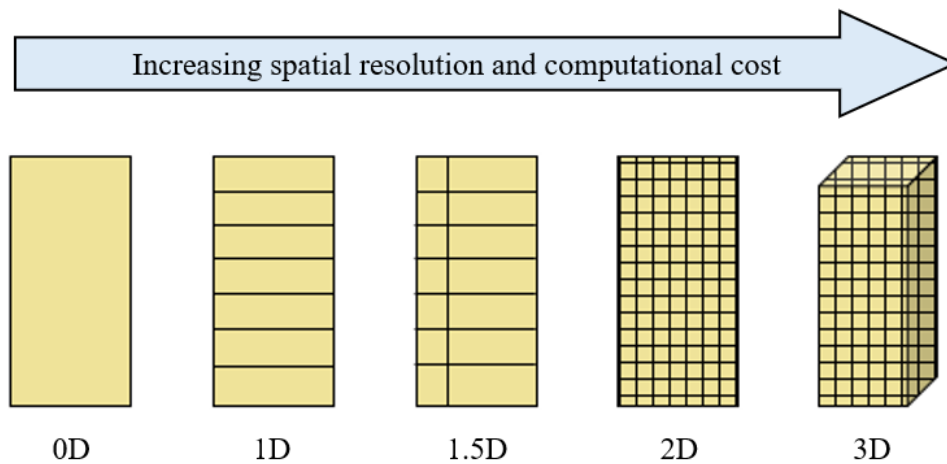 Increasing spatial resolution and computational cost
0D 1D 1.5D 2D 3D